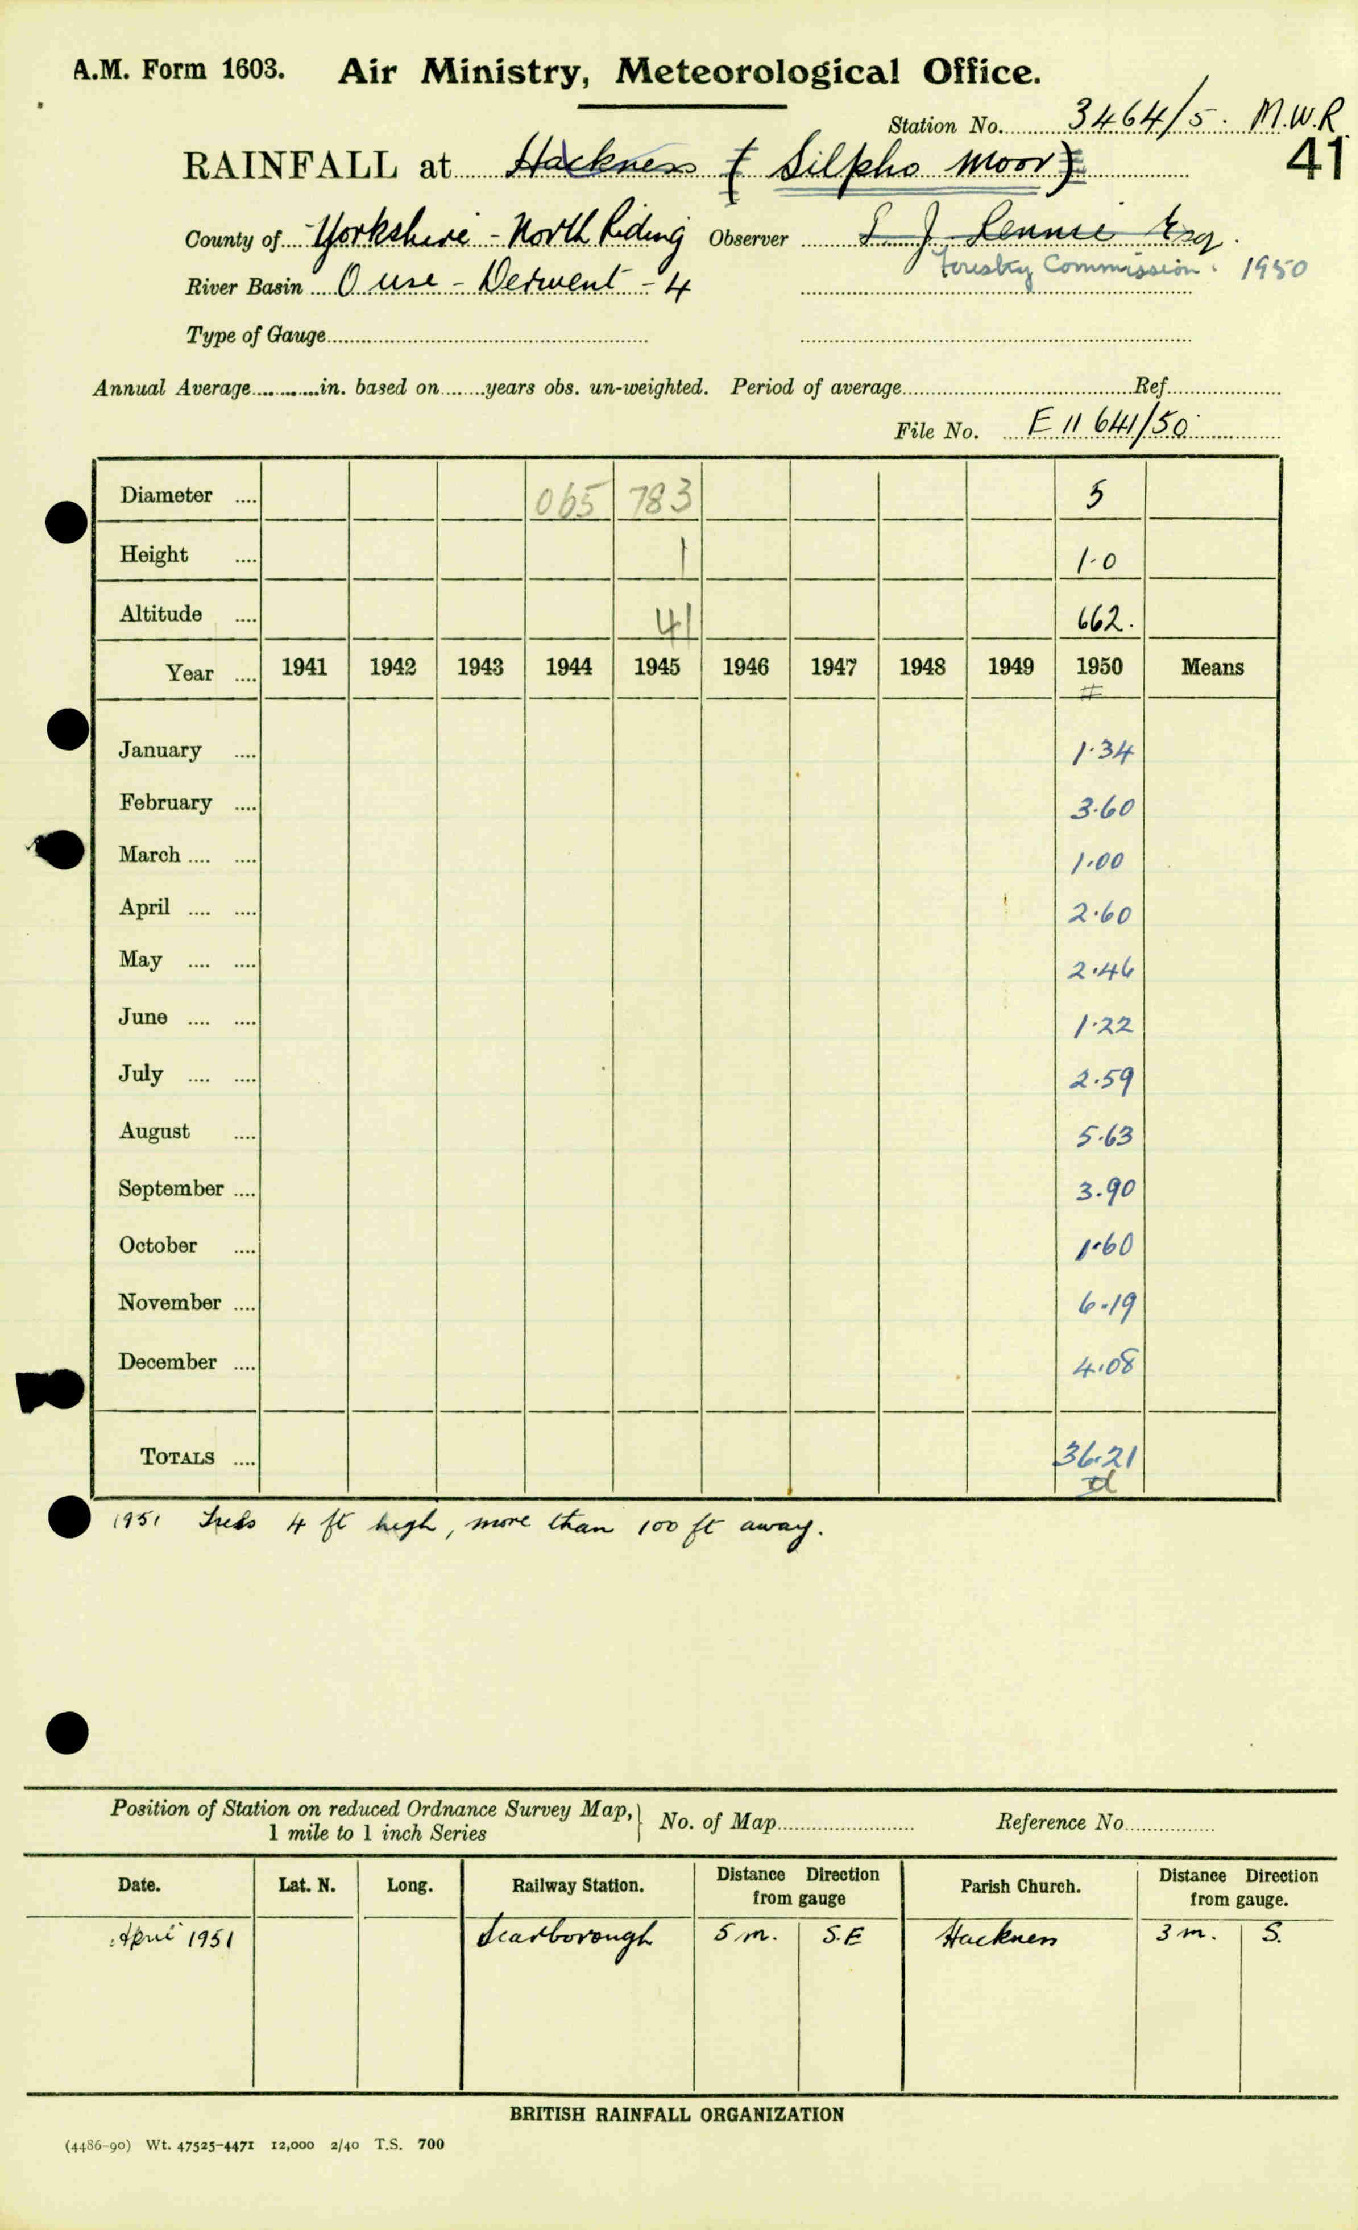 A.M. Form 1603. Air Ministry, Meteorological Office.
Station No. 3464/5. M.W.R.
RAINFALL at Hackness ( Silpho Moor )
41
County of Yorkshire - North Riding Observer J Rennie Esq.
Forestry Commission. 1950
River Basin Ouse - Derwent - 4
Type of Gauge
Annual Average in. based on years obs. un-weighted. Period of average Ref.
File No. E 11641/50
Diameter 065 783 5
Height 1 1.0
Altitude 41 662.
Year 1941 1942 1943 1944 1945 1946 1947 1948 1949 1950 Means
#
January 1.34
February 3.60
March 1.00
April 2.60
May 2.46
June 1.22
July 2.59
August 5.63
September 3.90
October 1.60
November 6.19
December 4.08
TOTALS 36.21
d
1951 Trees 4 ft high, more than 100 ft away.
Position of Station on reduced Ordnance Survey Map, } No. of Map Reference No.
1 mile to 1 inch Series
Date. Lat. N. Long. Railway Station. Distance Direction from gauge Parish Church. Distance Direction from gauge.
April 1951 Scarborough 5 m. S.E Hackness 3 m. S.
BRITISH RAINFALL ORGANIZATION
(4486-90) Wt. 47525-4471 12,000 2/40 T.S. 700